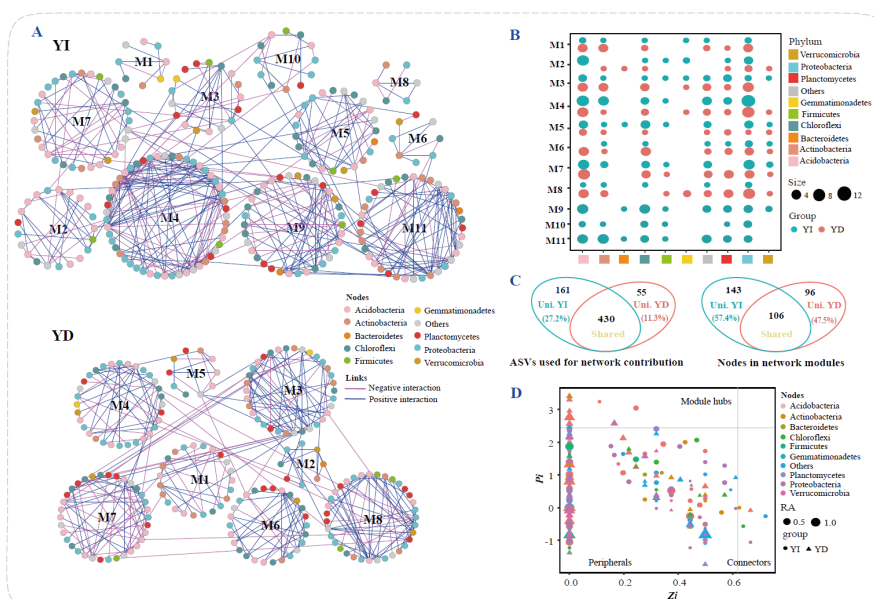 A
YI
M1
M10
M3
M8
M7
M5
M6
M2
M4
M9
M11
YD
Nodes
Acidobacteria
Actinobacteria
Bacteroidetes
Chloroflexi
Firmicutes
Gemmatimonadetes
Others
Planctomycetes
Proteobacteria
Verrucomicrobia
Links
Negative interaction
Positive interaction
M5
M4
M3
M1
M2
M7
M6
M8
B
M1
M2
M3
M4
M5
M6
M7
M8
M9
M10
M11
Phylum
Verrucomicrobia
Proteobacteria
Planctomycetes
Others
Gemmatimonadetes
Firmicutes
Chloroflexi
Bacteroidetes
Actinobacteria
Acidobacteria
Size
4 8 12
Group
YI YD
C
161
Uni. YI
(27.2%)
430
Shared
55
Uni. YD
(11.3%)
ASVs used for network contribution
143
Uni. YI
(57.4%)
106
Shared
96
Uni. YD
(47.5%)
Nodes in network modules
D
Module hubs
Peripherals
Connectors
Pi
3
2
1
0
-1
0.0 0.2 0.4 0.6
Zi
Nodes
Acidobacteria
Actinobacteria
Bacteroidetes
Chloroflexi
Firmicutes
Gemmatimonadetes
Others
Planctomycetes
Proteobacteria
Verrucomicrobia
RA
0.5 1.0
group
YI YD